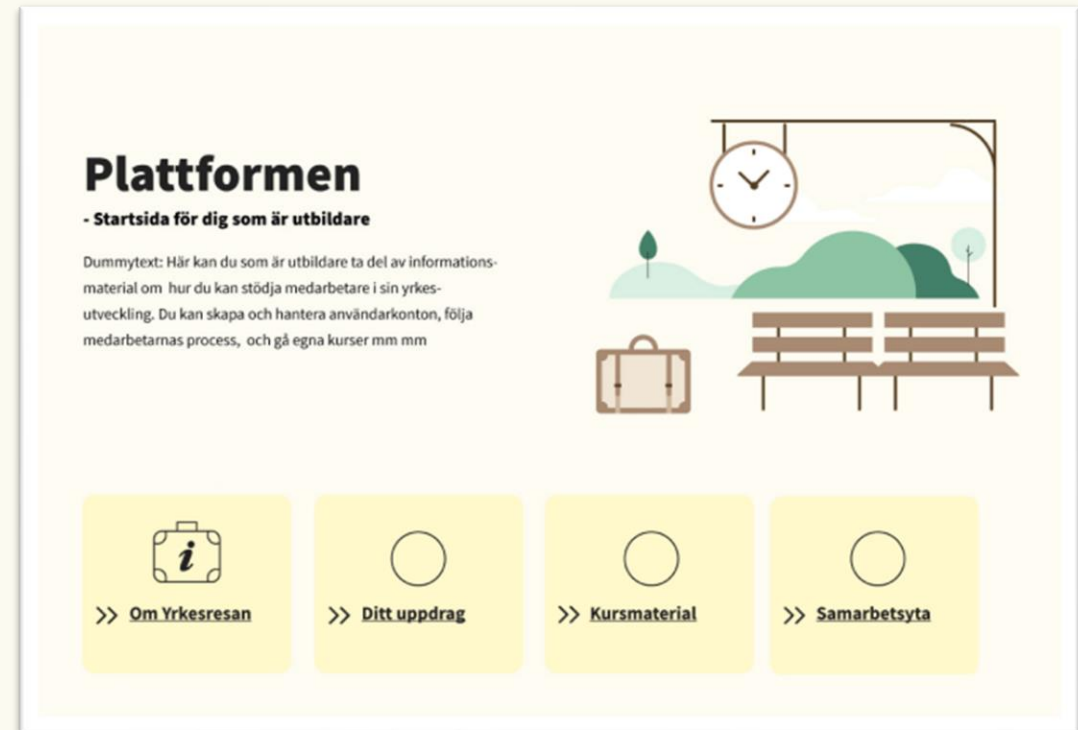 Plattformen
- Startsida för dig som är utbildare
Dummytext: Här kan du som är utbildare ta del av informations-
material om  hur du kan stödja medarbetare i sin yrkes-
utveckling. Du kan skapa och hantera användarkonton, följa
medarbetarnas process,  och gå egna kurser mm mm
i
>> Om Yrkesresan
>> Ditt uppdrag
>> Kursmaterial
>> Samarbetsyta